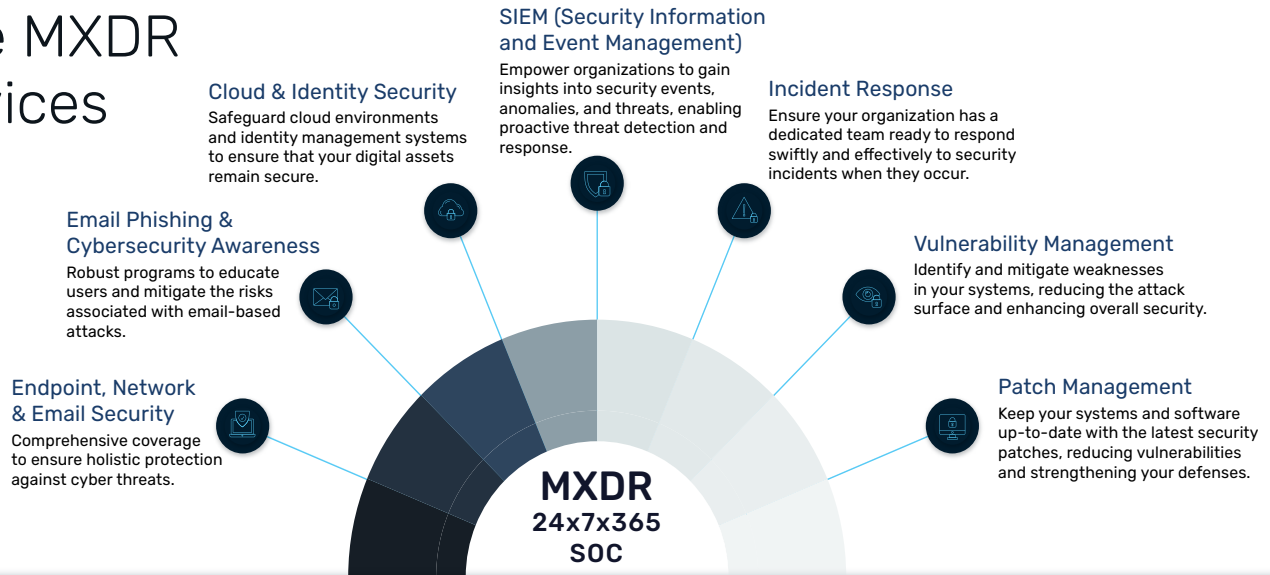 MXDR
SIEM (Security Information
and Event Management)
Empower organizations to gain
insights into security events,
anomalies, and threats, enabling
proactive threat detection and
response.
Cloud & Identity Security
Safeguard cloud environments
and identity management systems
to ensure that your digital assets
remain secure.
Incident Response
Ensure your organization has a
dedicated team ready to respond
swiftly and effectively to security
incidents when they occur.
Email Phishing &
Cybersecurity Awareness
Robust programs to educate
users and mitigate the risks
associated with email-based
attacks.
Vulnerability Management
Identify and mitigate weaknesses
in your systems, reducing the attack
surface and enhancing overall security.
Endpoint, Network
& Email Security
Comprehensive coverage
to ensure holistic protection
against cyber threats.
Patch Management
Keep your systems and software
up-to-date with the latest security
patches, reducing vulnerabilities
and strengthening your defenses.
MXDR
24x7x365
SOC